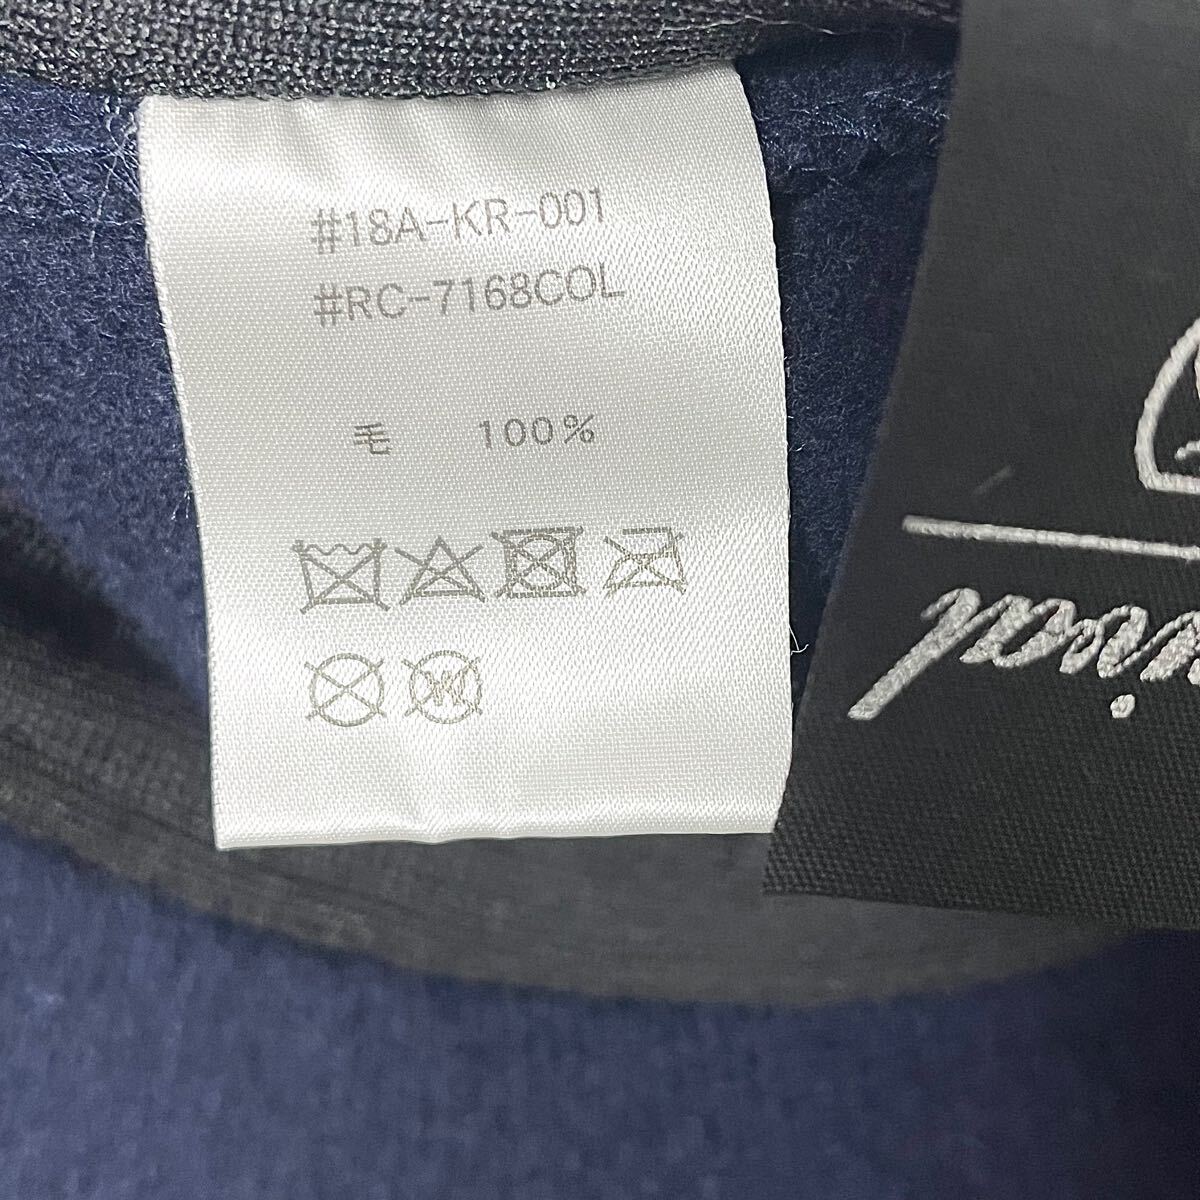 #18A-KR-001
#RC-7168COL
毛 100%
W